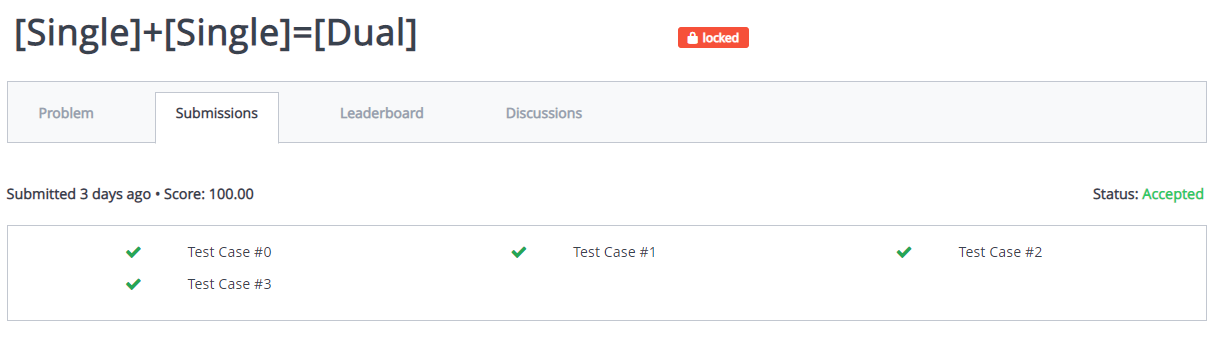 [Single]+[Single]=[Dual]
locked
Problem
Submissions
Leaderboard
Discussions
Submitted 3 days ago • Score: 100.00
Status: Accepted
Test Case #0
Test Case #1
Test Case #2
Test Case #3